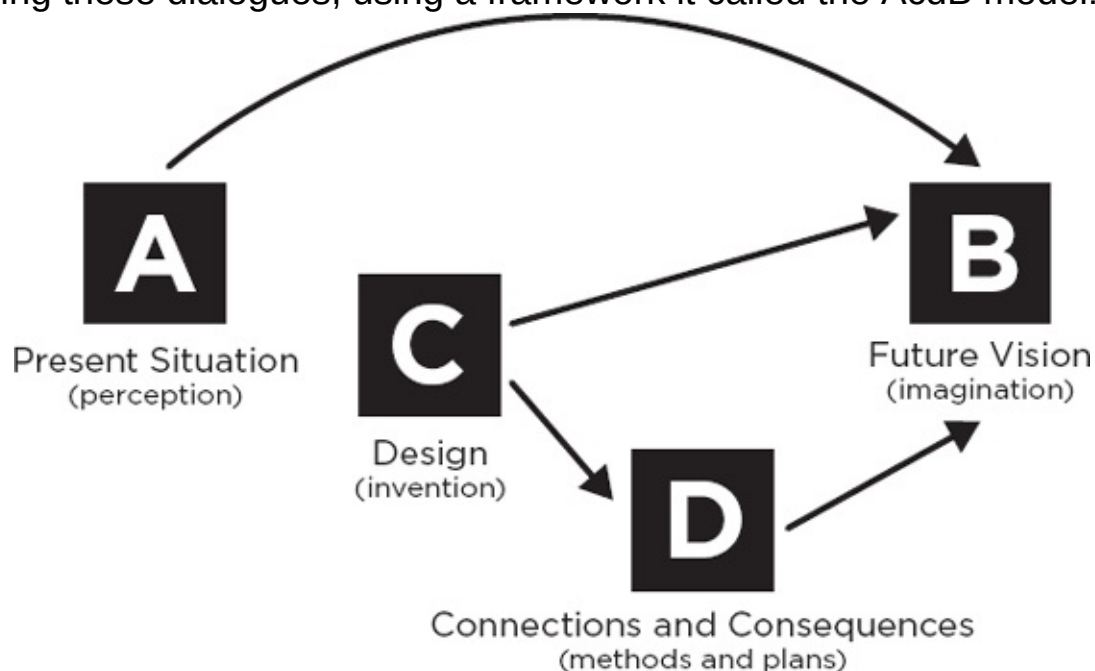 ing these dialogues, using a framework it called the AcdB model.
A
B
C
Present Situation
(perception)
Future Vision
(imagination)
Design
(invention)
D
Connections and Consequences
(methods and plans)